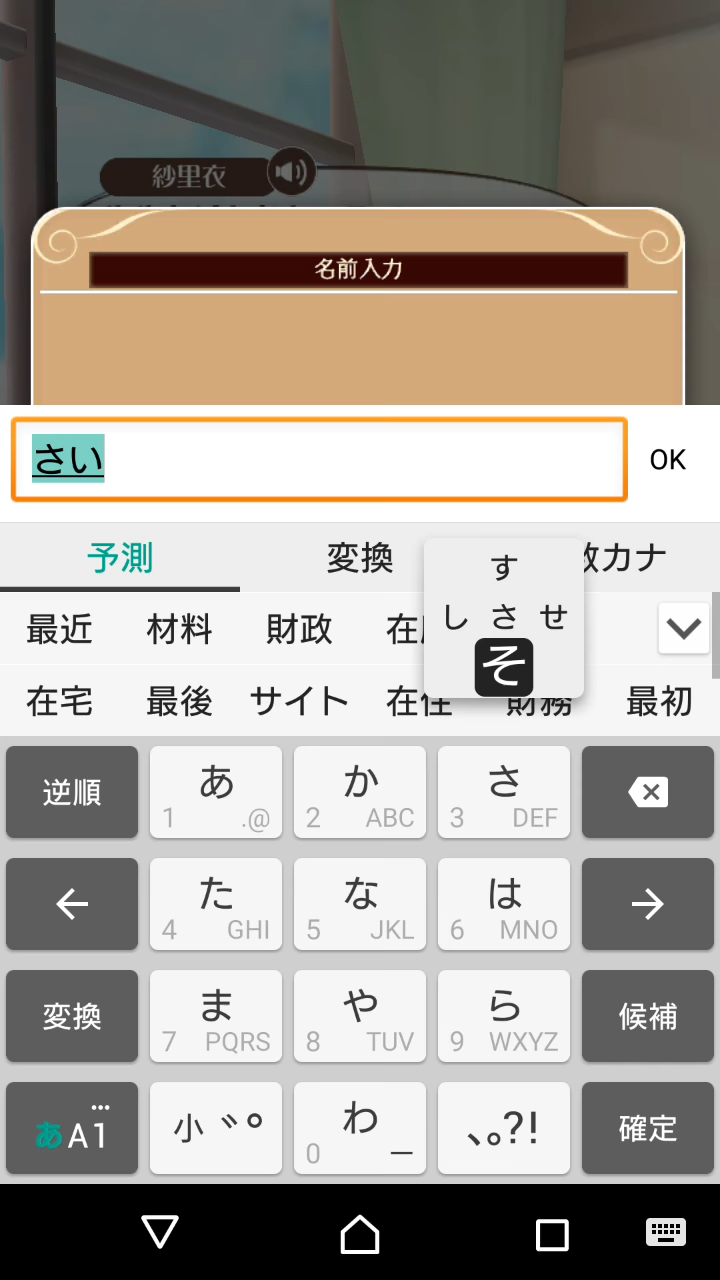 紗里衣
名前入力
さい OK
予測 変換 数カナ
最近 材料 財政
在宅 最後 サイト 在住 財務 最初
す
し さ せ
そ
逆順 あ 1 .@ か 2 ABC さ 3 DEF
← た 4 GHI な 5 JKL は 6 MNO →
変換 ま 7 PQRS や 8 TUV ら 9 WXYZ 候補
あA1 小 ゛゜ わ 0 ー 、。?! 確定